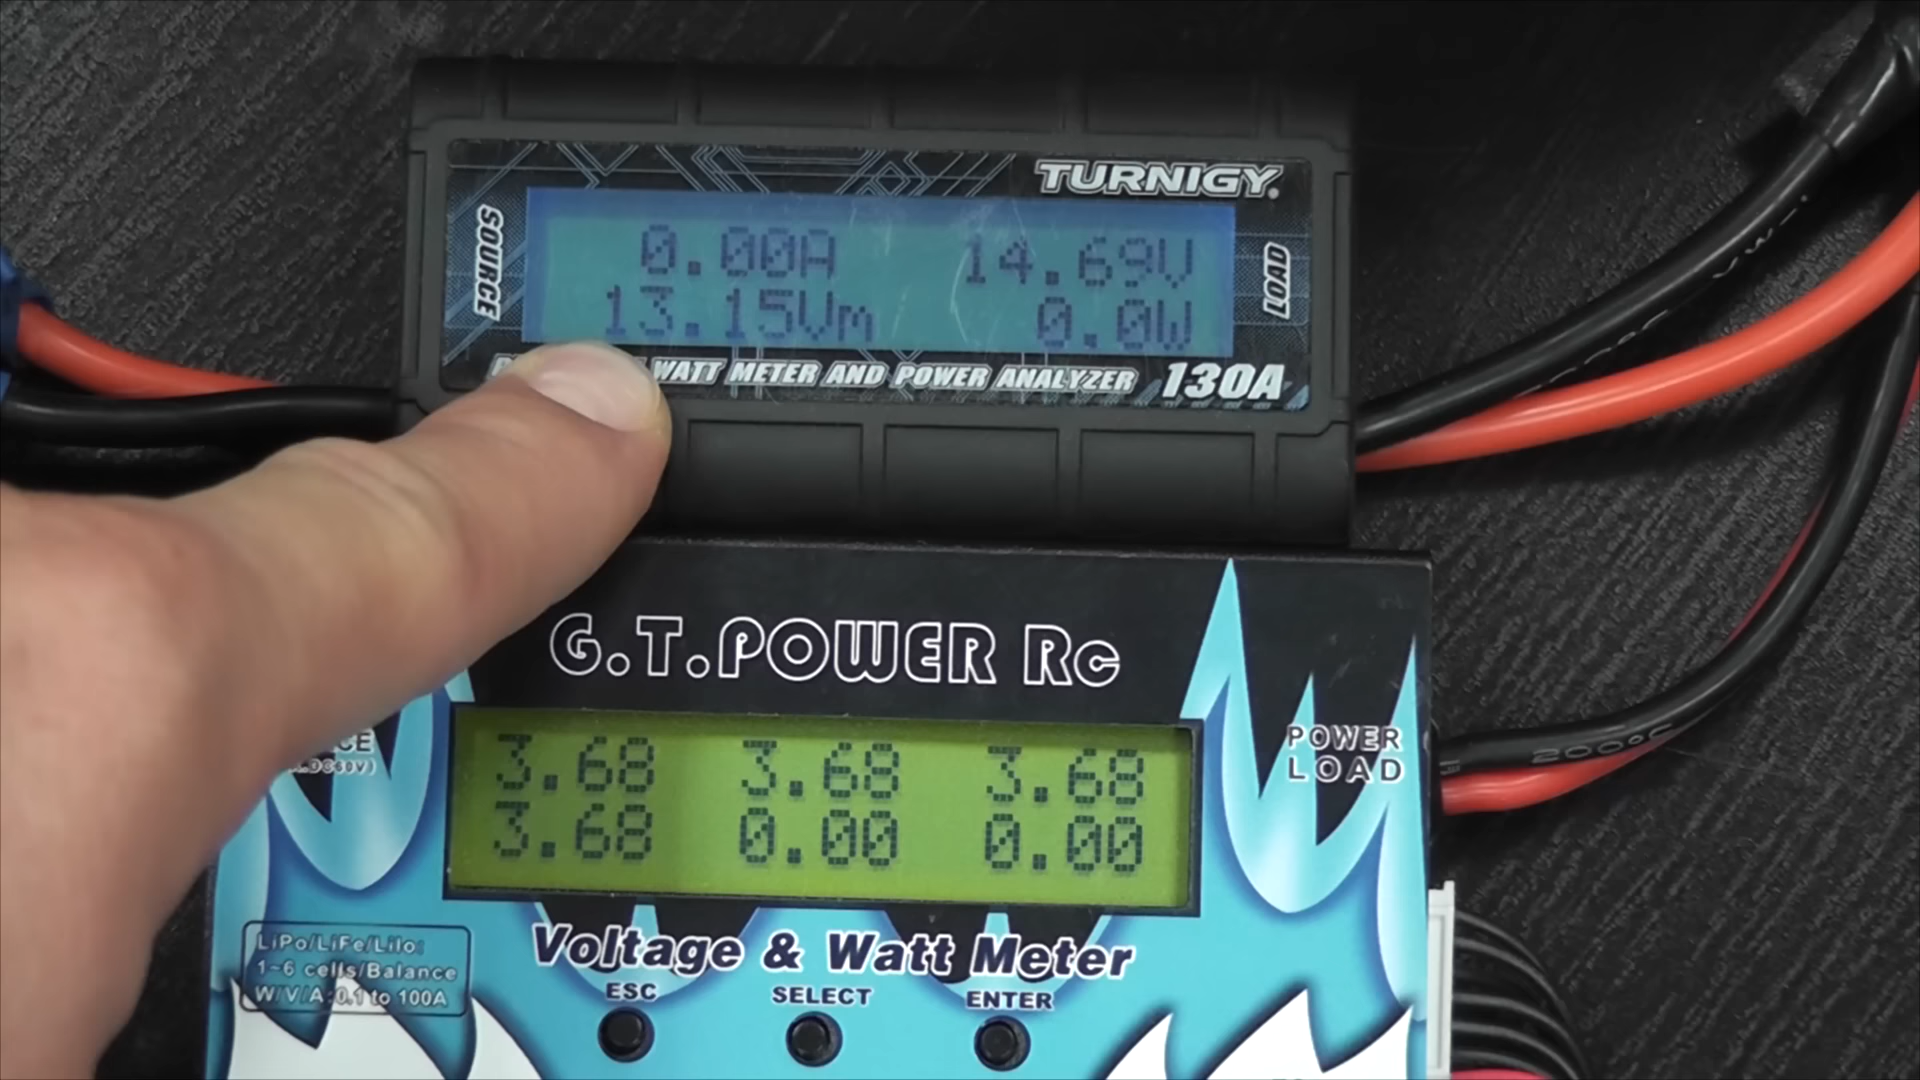 TURNIGY
SOURCE
0.00A 14.69V
13.15Vm 0.0W
LOAD
WATT METER AND POWER ANALYZER 130A
G.T.POWER RC
3.68 3.68 3.68
3.68 0.00 0.00
POWER
LOAD
LiPo/LiFe/LiIo:
1~6 cells/Balance
W/V/A:0.1 to 100A
Voltage & Watt Meter
ESC SELECT ENTER
200°C